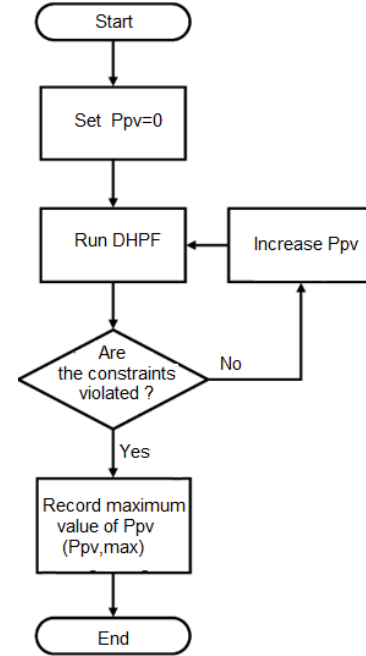 Start
Set Ppv=0
Run DHPF
Increase Ppv
Are
the constraints
violated ?
No
Yes
Record maximum
value of Ppv
(Ppv,max)
End